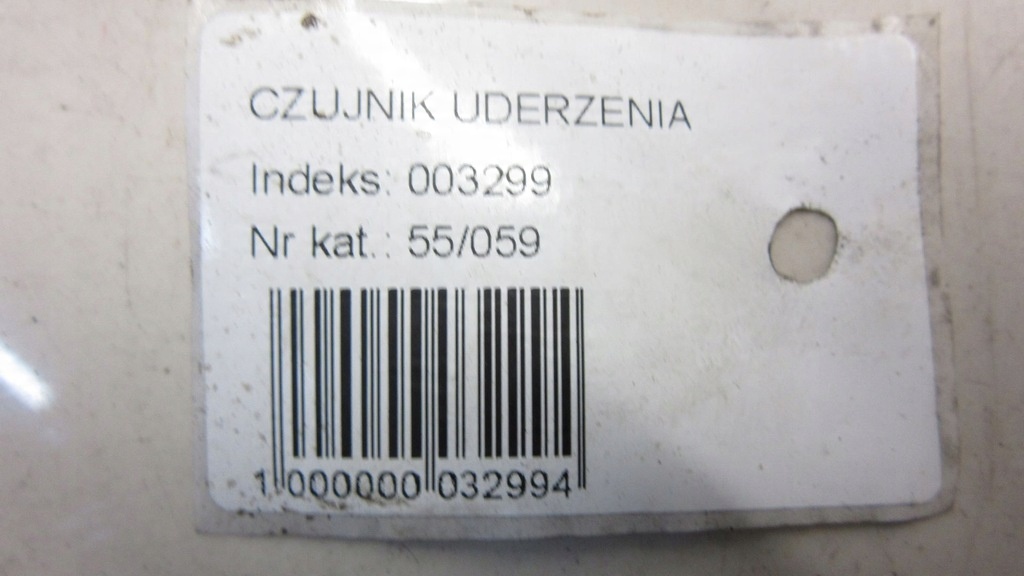 CZUJNIK UDERZENIA
Indeks: 003299
Nr kat.: 55/059
1 000000 032994